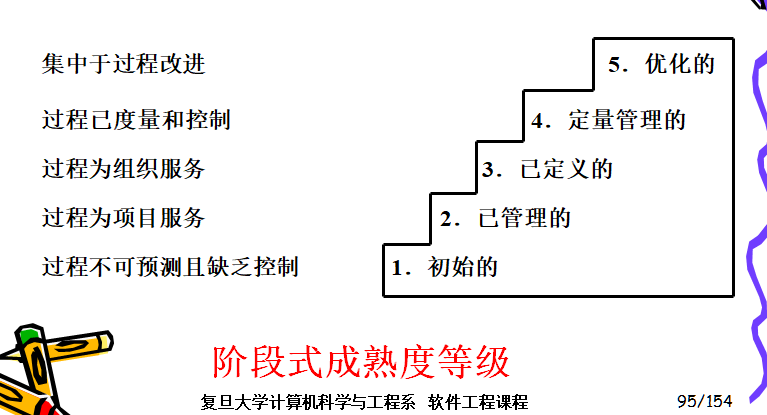 集中于过程改进 5．优化的
过程已度量和控制 4．定量管理的
过程为组织服务 3．已定义的
过程为项目服务 2．已管理的
过程不可预测且缺乏控制 1．初始的
阶段式成熟度等级
复旦大学计算机科学与工程系 软件工程课程 95/154